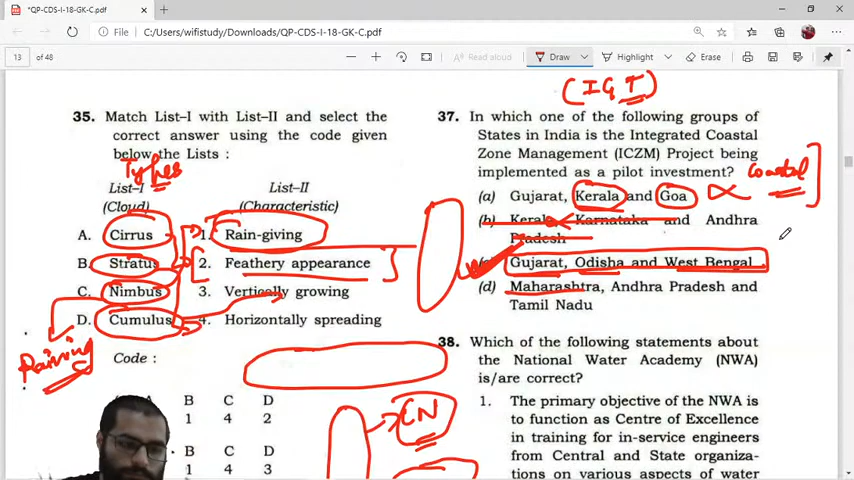 *QP-CDS-I-18-GK-C.pdf
File
C:/Users/wifistudy/Downloads/QP-CDS-I-18-GK-C.pdf
13 of 48
Read aloud
Draw
Highlight
Erase
(IGT)
35. Match List–I with List–II and select the
correct answer using the code given
below the Lists :
Types
List–I List–II
(Cloud) (Characteristic)
A. Cirrus 1. Rain-giving
B. Stratus 2. Feathery appearance
C. Nimbus 3. Vertically growing
D. Cumulus 4. Horizontally spreading
Raining
Code :
B C D
1 4 2
B C D
1 4 3
CN
37. In which one of the following groups of
States in India is the Integrated Coastal
Zone Management (ICZM) Project being
implemented as a pilot investment?
coastal
(a) Gujarat, Kerala and Goa
(b) Kerala, Karnataka and Andhra
Pradesh
(c) Gujarat, Odisha and West Bengal
(d) Maharashtra, Andhra Pradesh and
Tamil Nadu
38. Which of the following statements about
the National Water Academy (NWA)
is/are correct?
1. The primary objective of the NWA is
to function as Centre of Excellence
in training for in-service engineers
from Central and State organiza-
tions on various aspects of water